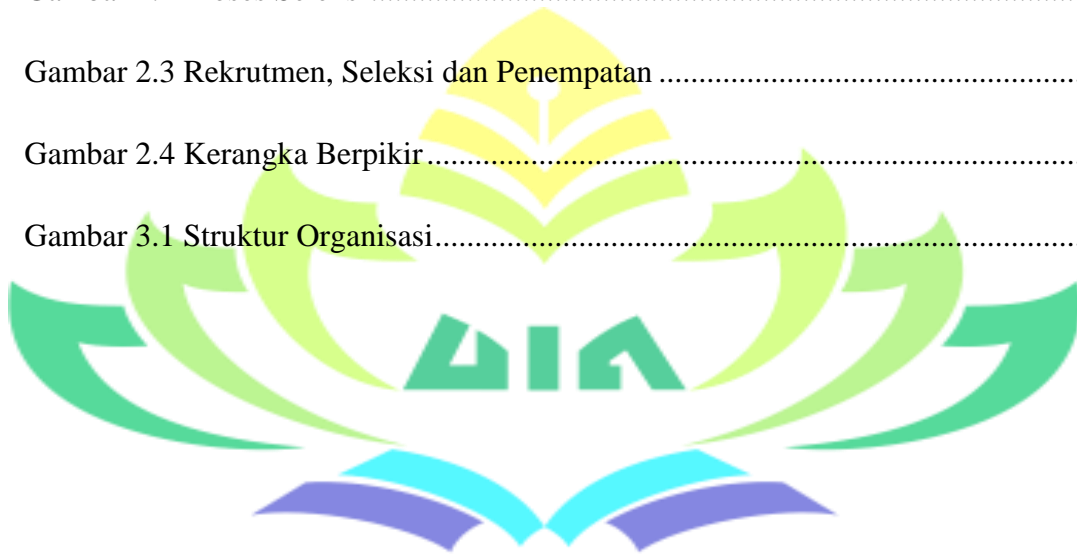 Gambar 2.3 Rekrutmen, Seleksi dan Penempatan ....................................................
Gambar 2.4 Kerangka Berpikir.................................................................................
Gambar 3.1 Struktur Organisasi................................................................................
UIN